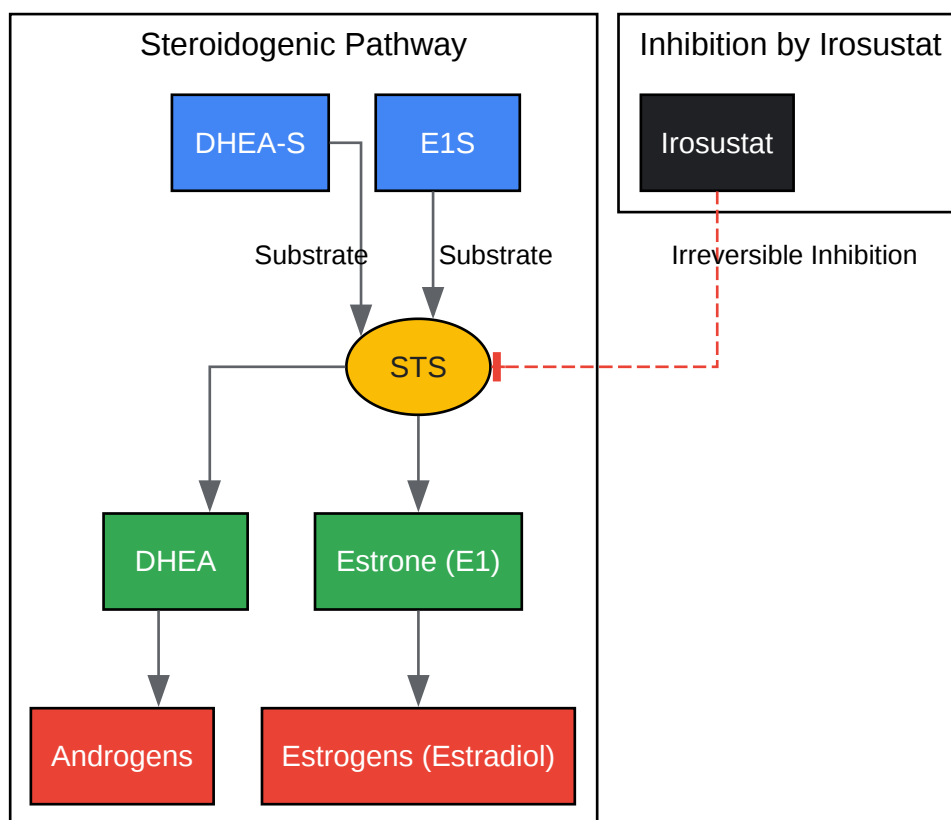 Steroidogenic Pathway
Inhibition by Irosustat
DHEA-S
E1S
Irosustat
Substrate
Substrate
Irreversible Inhibition
STS
DHEA
Estrone (E1)
Androgens
Estrogens (Estradiol)